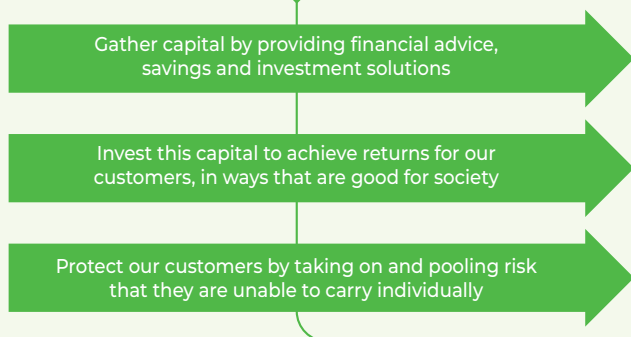 Gather capital by providing financial advice,
savings and investment solutions
Invest this capital to achieve returns for our
customers, in ways that are good for society
Protect our customers by taking on and pooling risk
that they are unable to carry individually